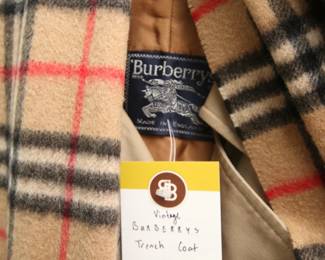 Burberrys
MADE IN ENGLAND
B
Vintage
BURBERRYS
Trench Coat